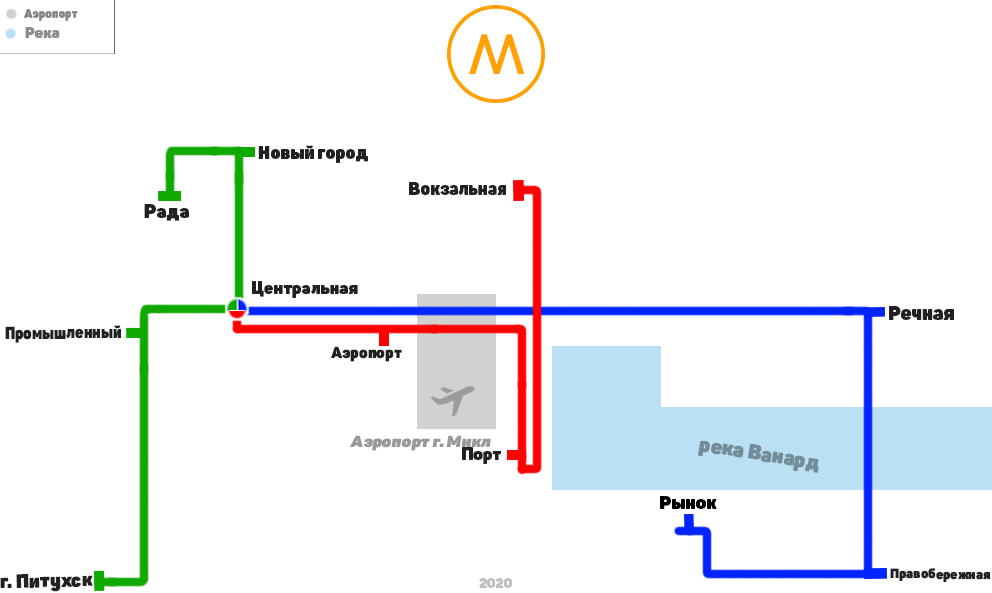 Аэропорт
Река
М
Новый город
Вокзальная
Рада
Центральная
Речная
Промышленный
Аэропорт
Аэропорт г. Микл
Порт
река Ванард
Рынок
г. Питухск
Правобережная
2020